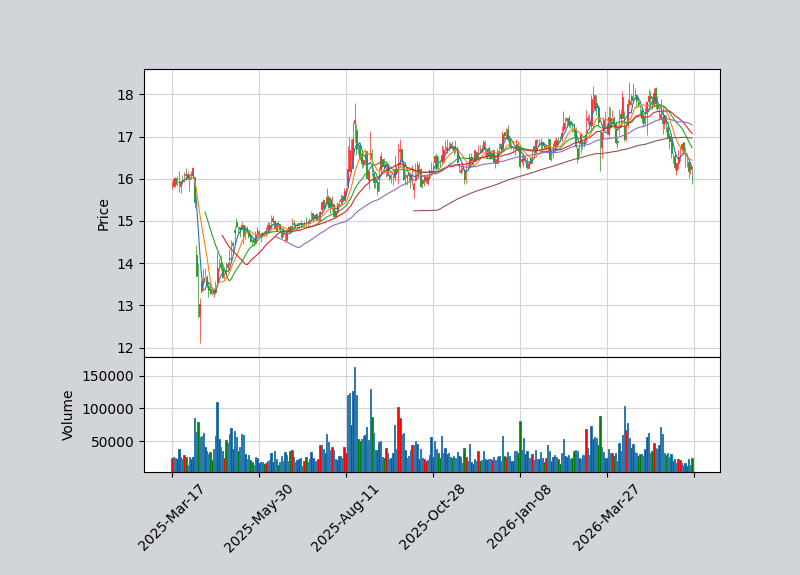 18
17
16
15
14
13
12
Price
150000
100000
50000
Volume
2025-Mar-17
2025-May-30
2025-Aug-11
2025-Oct-28
2026-Jan-08
2026-Mar-27